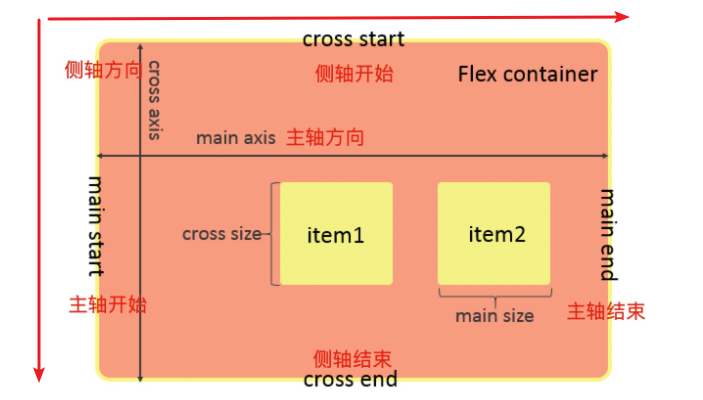 cross start
侧轴方向
侧轴开始
Flex container
cross axis
main axis 主轴方向
main start
main end
cross size
item1
item2
主轴开始
main size
主轴结束
侧轴结束
cross end